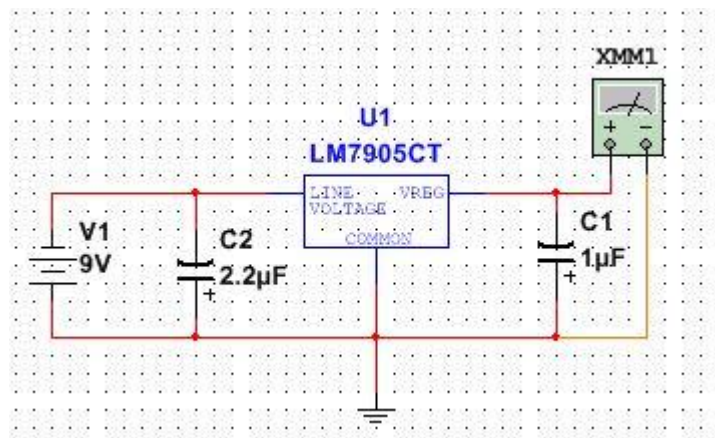 XMM1
+ −
U1
LM7905CT
LINE VREG
VOLTAGE
COMMON
V1
9V
C2
2.2µF
+
C1
1µF
+